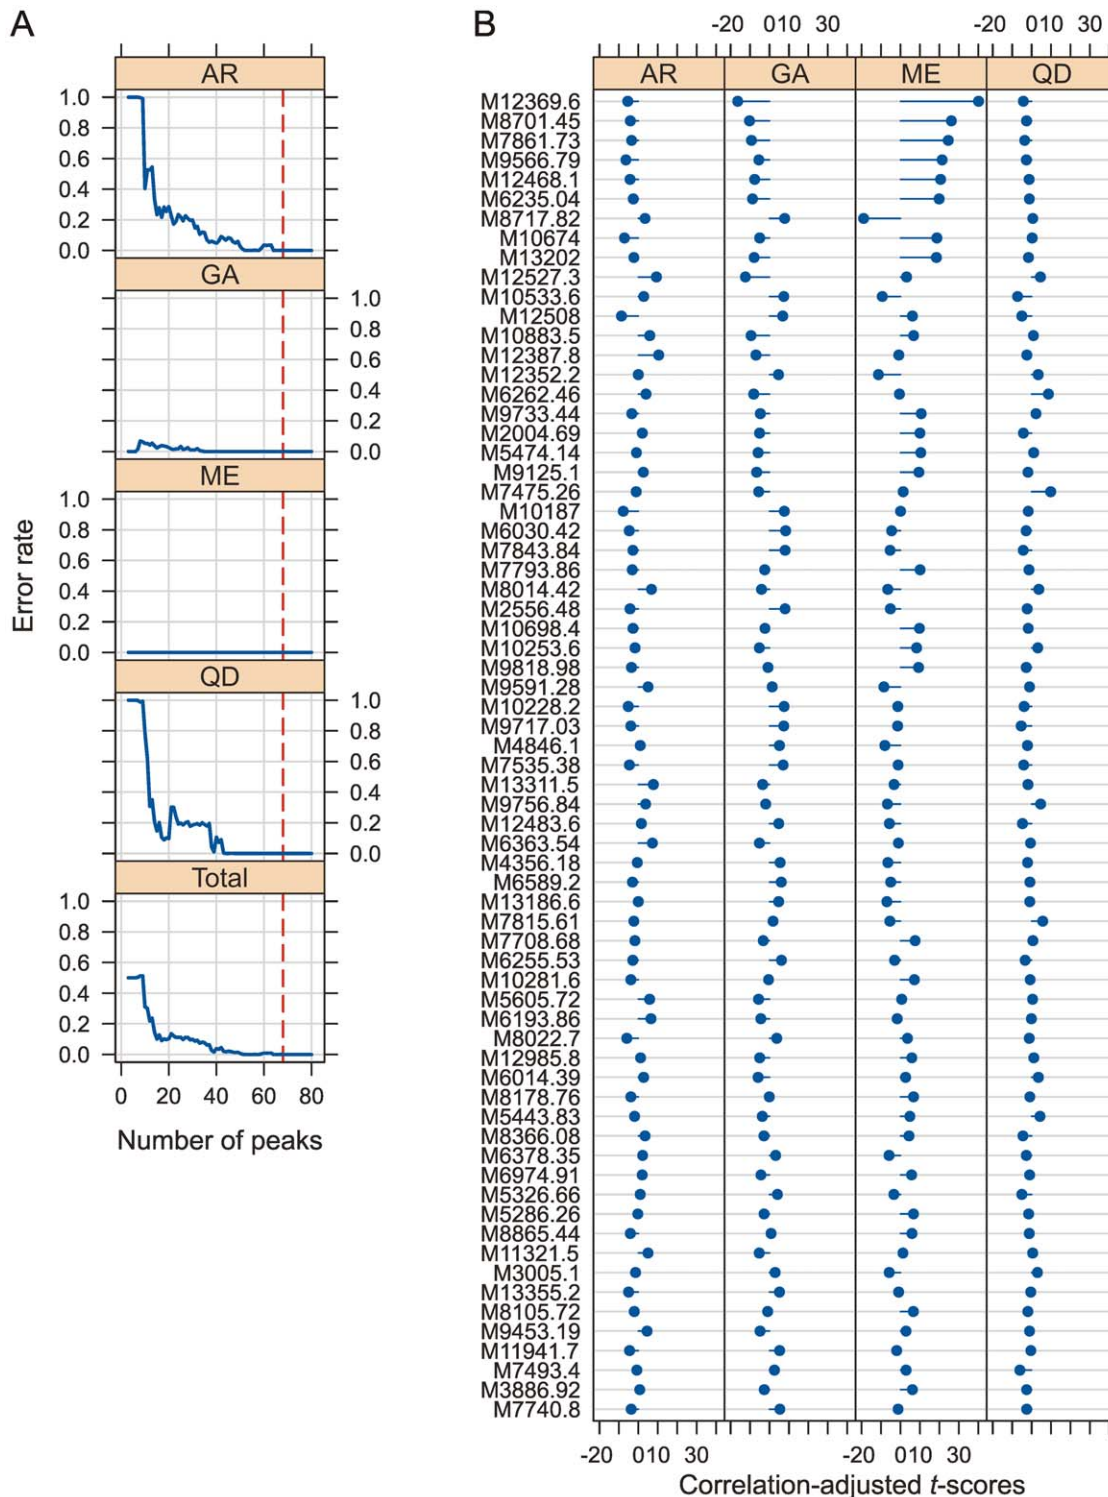 A
AR
1.0
0.8
0.6
0.4
0.2
0.0
GA
1.0
0.8
0.6
0.4
0.2
0.0
ME
1.0
0.8
0.6
0.4
0.2
0.0
QD
1.0
0.8
0.6
0.4
0.2
0.0
Total
1.0
0.8
0.6
0.4
0.2
0.0
0 20 40 60 80
Number of peaks
Error rate
B
-20 010 30 -20 010 30
AR GA ME QD
M12369.6
M8701.45
M7861.73
M9566.79
M12468.1
M6235.04
M8717.82
M10674
M13202
M12527.3
M10533.6
M12508
M10883.5
M12387.8
M12352.2
M6262.46
M9733.44
M2004.69
M5474.14
M9125.1
M7475.26
M10187
M6030.42
M7843.84
M7793.86
M8014.42
M2556.48
M10698.4
M10253.6
M9818.98
M9591.28
M10228.2
M9717.03
M4846.1
M7535.38
M13311.5
M9756.84
M12483.6
M6363.54
M4356.18
M6589.2
M13186.6
M7815.61
M7708.68
M6255.53
M10281.6
M5605.72
M6193.86
M8022.7
M12985.8
M6014.39
M8178.76
M5443.83
M8366.08
M6378.35
M6974.91
M5326.66
M5286.26
M8865.44
M11321.5
M3005.1
M13355.2
M8105.72
M9453.19
M11941.7
M7493.4
M3886.92
M7740.8
-20 010 30 -20 010 30
Correlation-adjusted t-scores